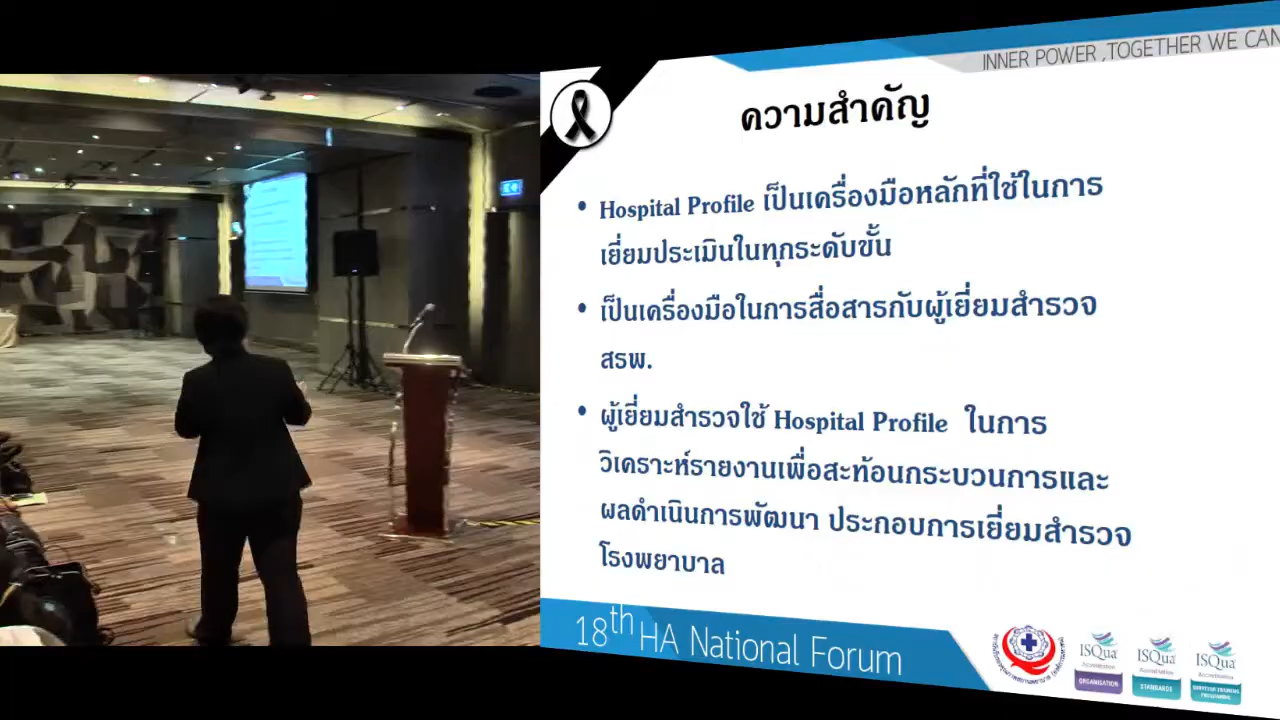 INNER POWER ,TOGETHER WE CAN
ความสำคัญ
• Hospital Profile เป็นเครื่องมือหลักที่ใช้ในการ
เยี่ยมประเมินในทุกระดับขั้น
• เป็นเครื่องมือในการสื่อสารกับผู้เยี่ยมสำรวจ
สรพ.
• ผู้เยี่ยมสำรวจใช้ Hospital Profile ในการ
วิเคราะห์รายงานเพื่อสะท้อนกระบวนการและ
ผลดำเนินการพัฒนา ประกอบการเยี่ยมสำรวจ
โรงพยาบาล
18th HA National Forum
ISQua
Accreditation
ORGANISATION
ISQua
Accreditation
STANDARDS
ISQua
Accreditation
SURVEYOR TRAINING
PROGRAMME